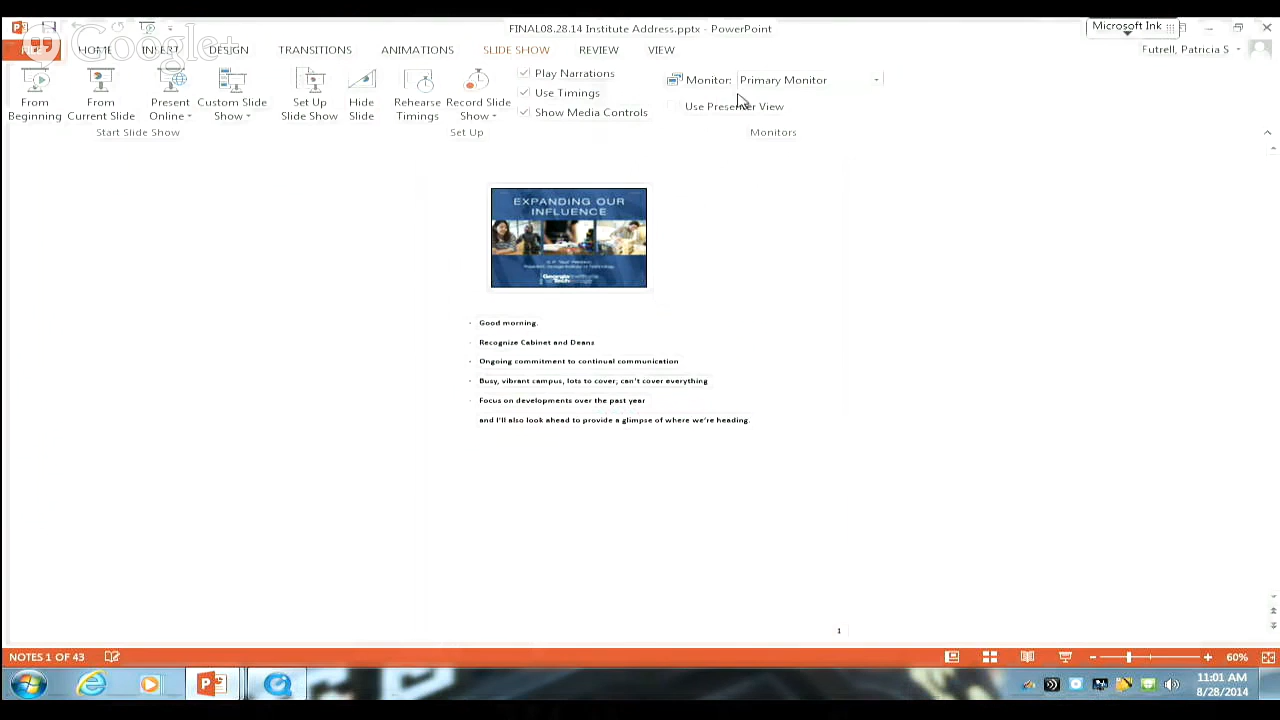 FINAL08.28.14 Institute Address.pptx - PowerPoint
Microsoft Ink
Google+
HOME INSERT DESIGN TRANSITIONS ANIMATIONS SLIDE SHOW REVIEW VIEW
Futrell, Patricia S
From Beginning
From Current Slide
Present Online
Custom Slide Show
Set Up Slide Show
Hide Slide
Rehearse Timings
Record Slide Show
Play Narrations
Use Timings
Show Media Controls
Monitor: Primary Monitor
Use Presenter View
Start Slide Show
Set Up
Monitors
EXPANDING OUR
INFLUENCE
Georgia
Tech
· Good morning.
· Recognize Cabinet and Deans
· Ongoing commitment to continual communication
· Busy, vibrant campus, lots to cover; can't cover everything
· Focus on developments over the past year
and I'll also look ahead to provide a glimpse of where we're heading.
1
NOTES 1 OF 43
60%
11:01 AM
8/28/2014